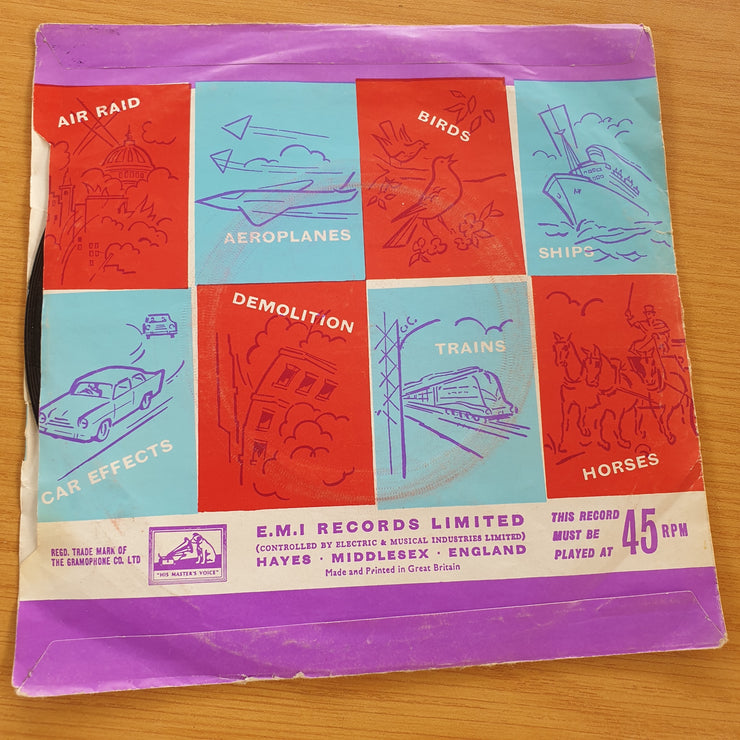 AIR RAID
AEROPLANES
BIRDS
SHIPS
CAR EFFECTS
DEMOLITION
TRAINS
HORSES
REGD. TRADE MARK OF
THE GRAMOPHONE CO. LTD
"HIS MASTER'S VOICE"
E.M.I RECORDS LIMITED
(CONTROLLED BY ELECTRIC & MUSICAL INDUSTRIES LIMITED)
HAYES · MIDDLESEX · ENGLAND
Made and Printed in Great Britain
THIS RECORD
MUST BE
PLAYED AT
45 RPM